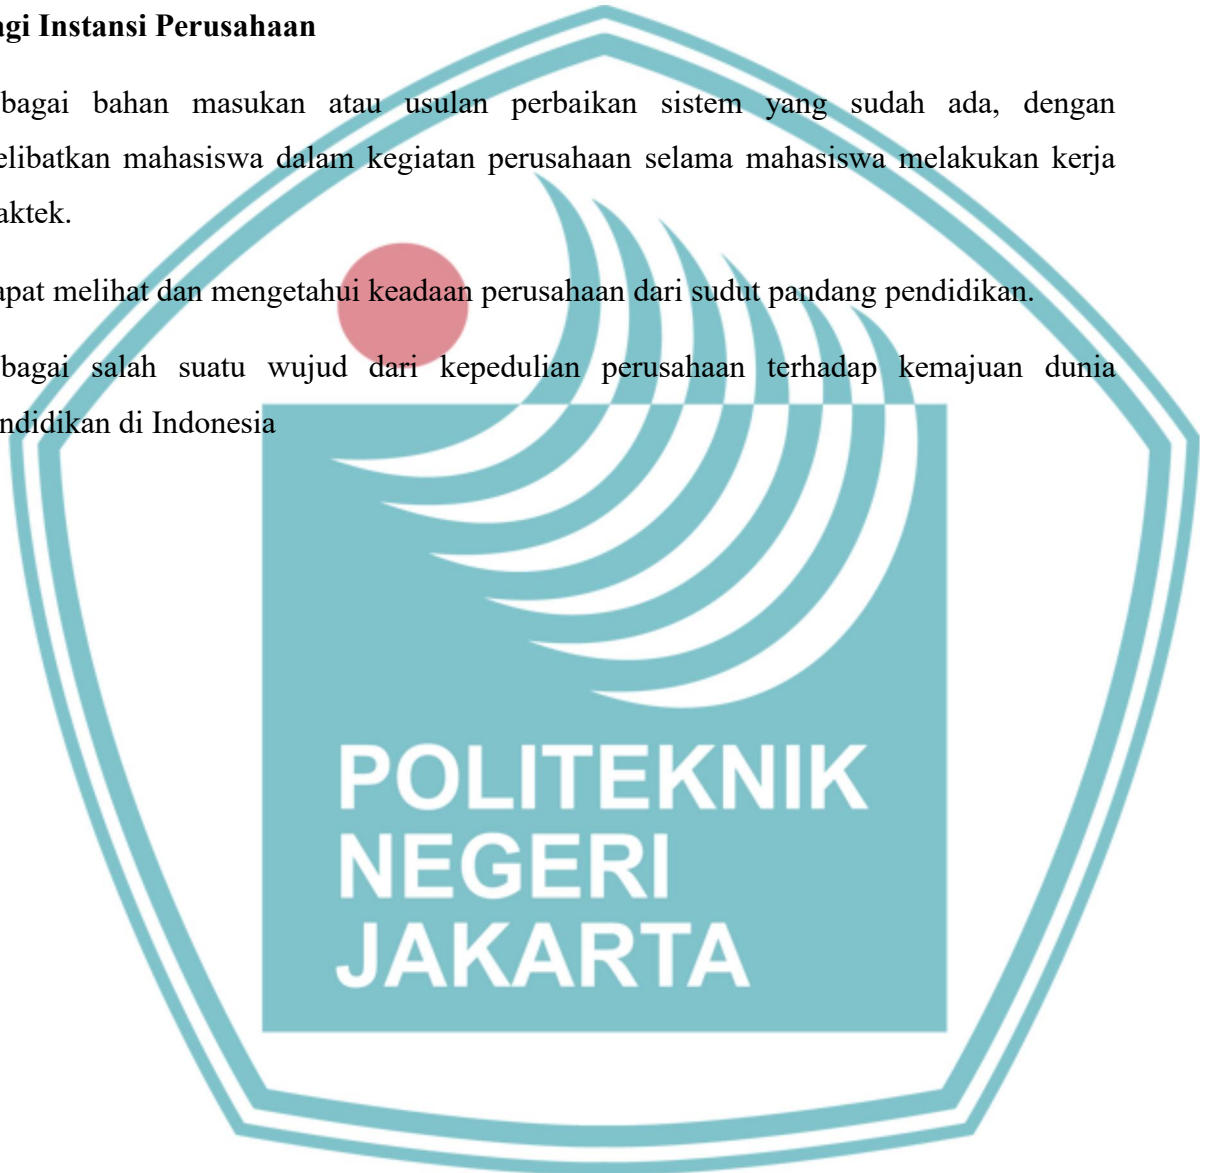 agi Instansi Perusahaan
bagai bahan masukan atau usulan perbaikan sistem yang sudah ada, dengan
elibatkan mahasiswa dalam kegiatan perusahaan selama mahasiswa melakukan kerja
aktek.
apat melihat dan mengetahui keadaan perusahaan dari sudut pandang pendidikan.
bagai salah suatu wujud dari kepedulian perusahaan terhadap kemajuan dunia
ndidikan di Indonesia
POLITEKNIK
NEGERI
JAKARTA